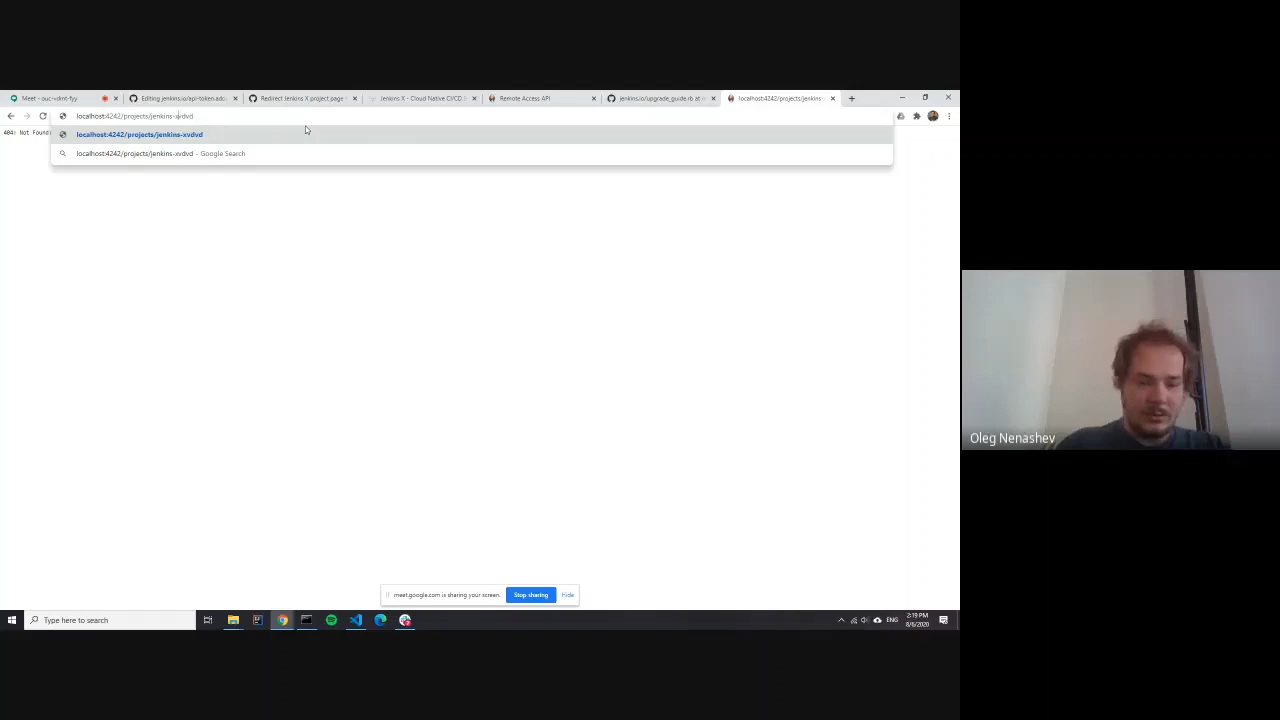 Meet - ouc-vdmt-fyy
Editing jenkins.io/api-token.ado
Redirect Jenkins X project page
Jenkins X - Cloud Native CI/CD
Remote Access API
jenkins.io/upgrade_guide.rb at
localhost:4242/projects/jenkins
localhost:4242/projects/jenkins-xvdvd
404: Not Found
localhost:4242/projects/jenkins-xvdvd
localhost:4242/projects/jenkins-xvdvd - Google Search
Oleg Nenashev
meet.google.com is sharing your screen.
Stop sharing
Hide
Type here to search
ENG
2:19 PM
8/6/2020